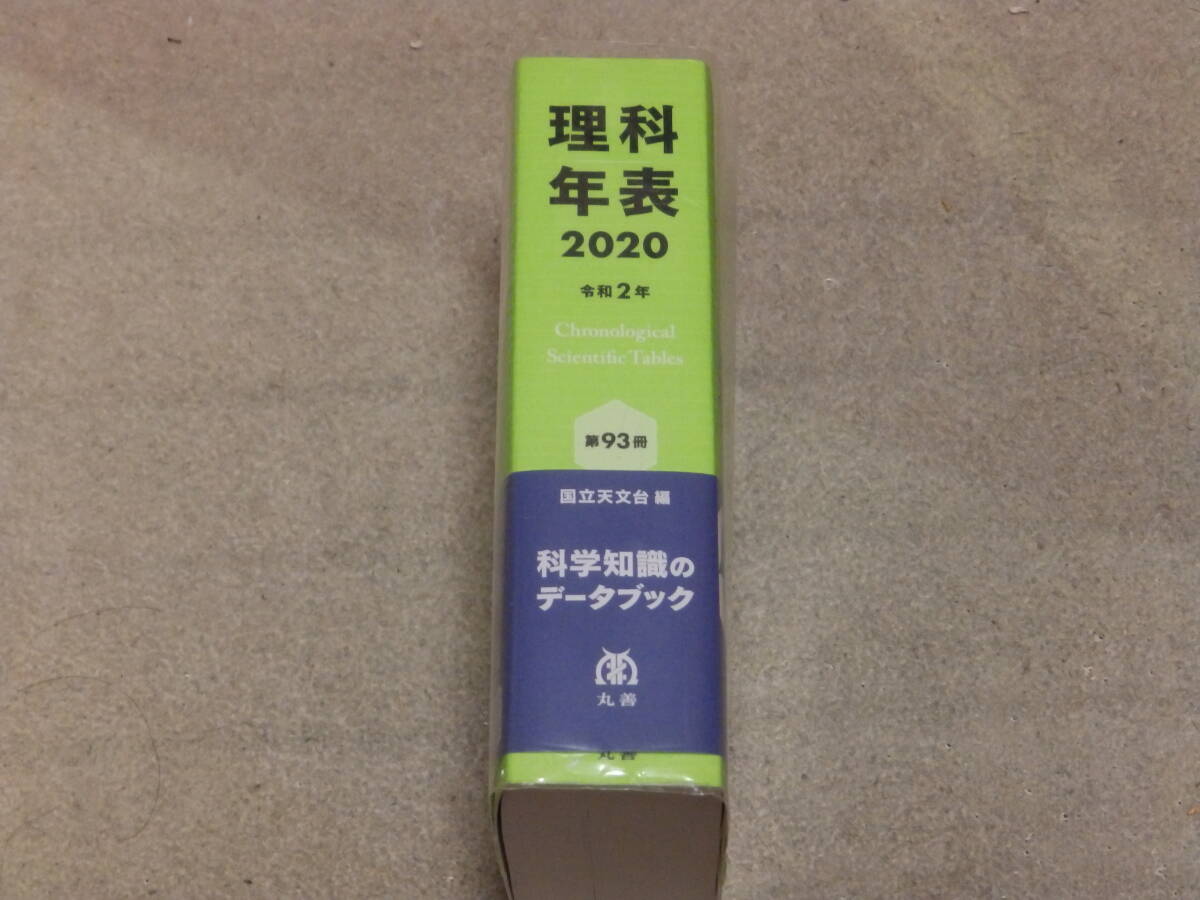 理科
年表
2020
令和2年
Chronological
Scientific Tables
第93冊
国立天文台 編
科学知識の
データブック
丸善
丸善